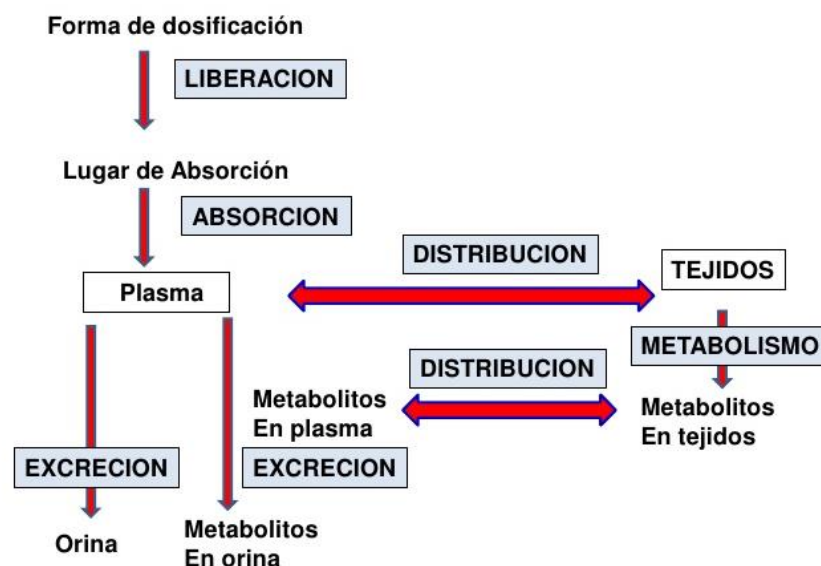 Forma de dosificación
LIBERACION
Lugar de Absorción
ABSORCION
DISTRIBUCION
TEJIDOS
Plasma
METABOLISMO
DISTRIBUCION
Metabolitos
En plasma
Metabolitos
En tejidos
EXCRECION
EXCRECION
Orina
Metabolitos
En orina